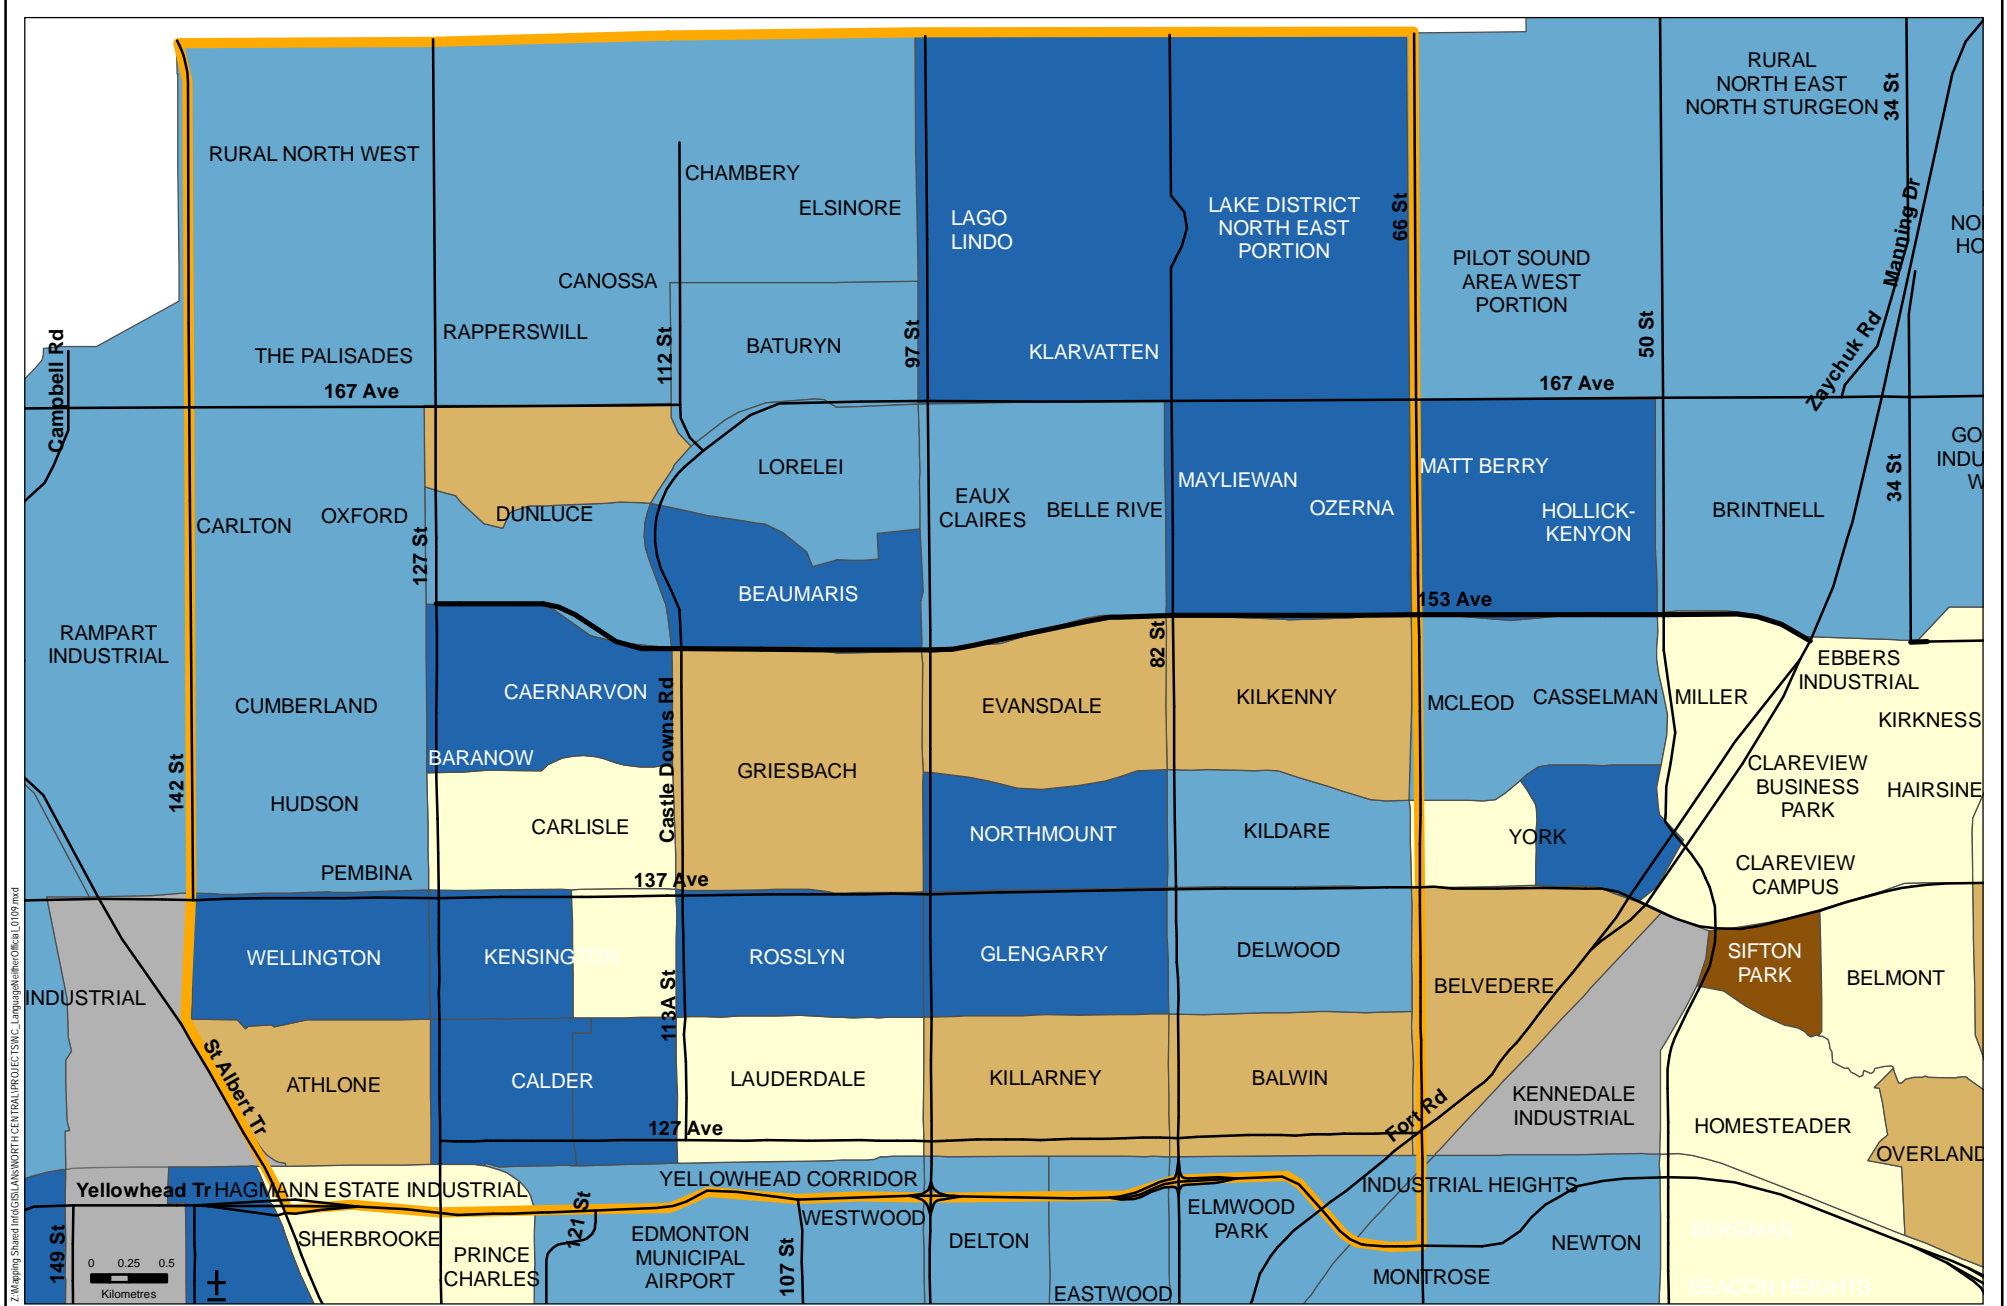 RURAL
NORTH EAST
NORTH STURGEON
34 St
RURAL NORTH WEST
CHAMBERY
ELSINORE
LAGO
LINDO
LAKE DISTRICT
NORTH EAST
PORTION
66 St
Manning Dr
NO
HO
PILOT SOUND
AREA WEST
PORTION
CANOSSA
RAPPERSWILL
THE PALISADES
112 St
BATURYN
97 St
KLARVATTEN
50 St
Zaychuk Rd
Campbell Rd
167 Ave
167 Ave
LORELEI
MAYLIEWAN
OZERNA
MATT BERRY
HOLLICK-
KENYON
BRINTNELL
34 St
GO
INDU
W
CARLTON
OXFORD
127 St
DUNLUCE
EAUX
CLAIRES
BELLE RIVE
BEAUMARIS
153 Ave
82 St
RAMPART
INDUSTRIAL
CUMBERLAND
CAERNARVON
BARANOW
Castle Downs Rd
GRIESBACH
EVANSDALE
KILKENNY
MCLEOD
CASSELMAN
MILLER
EBBERS
INDUSTRIAL
KIRKNESS
CLAREVIEW
BUSINESS
PARK
HAIRSINE
142 St
HUDSON
CARLISLE
NORTHMOUNT
KILDARE
YORK
PEMBINA
137 Ave
CLAREVIEW
CAMPUS
WELLINGTON
KENSINGTON
ROSSLYN
GLENGARRY
DELWOOD
BELVEDERE
SIFTON
PARK
BELMONT
INDUSTRIAL
113A St
St Albert Tr
ATHLONE
CALDER
LAUDERDALE
KILLARNEY
BALWIN
Fort Rd
KENNEDALE
INDUSTRIAL
HOMESTEADER
OVERLAND
127 Ave
Yellowhead Tr
HAGMANN ESTATE INDUSTRIAL
YELLOWHEAD CORRIDOR
INDUSTRIAL HEIGHTS
149 St
SHERBROOKE
PRINCE
CHARLES
121 St
EDMONTON
MUNICIPAL
AIRPORT
107 St
WESTWOOD
DELTON
EASTWOOD
ELMWOOD
PARK
MONTROSE
NEWTON
BERGMAN
BEACON HEIGHTS
0 0.25 0.5
Kilometres